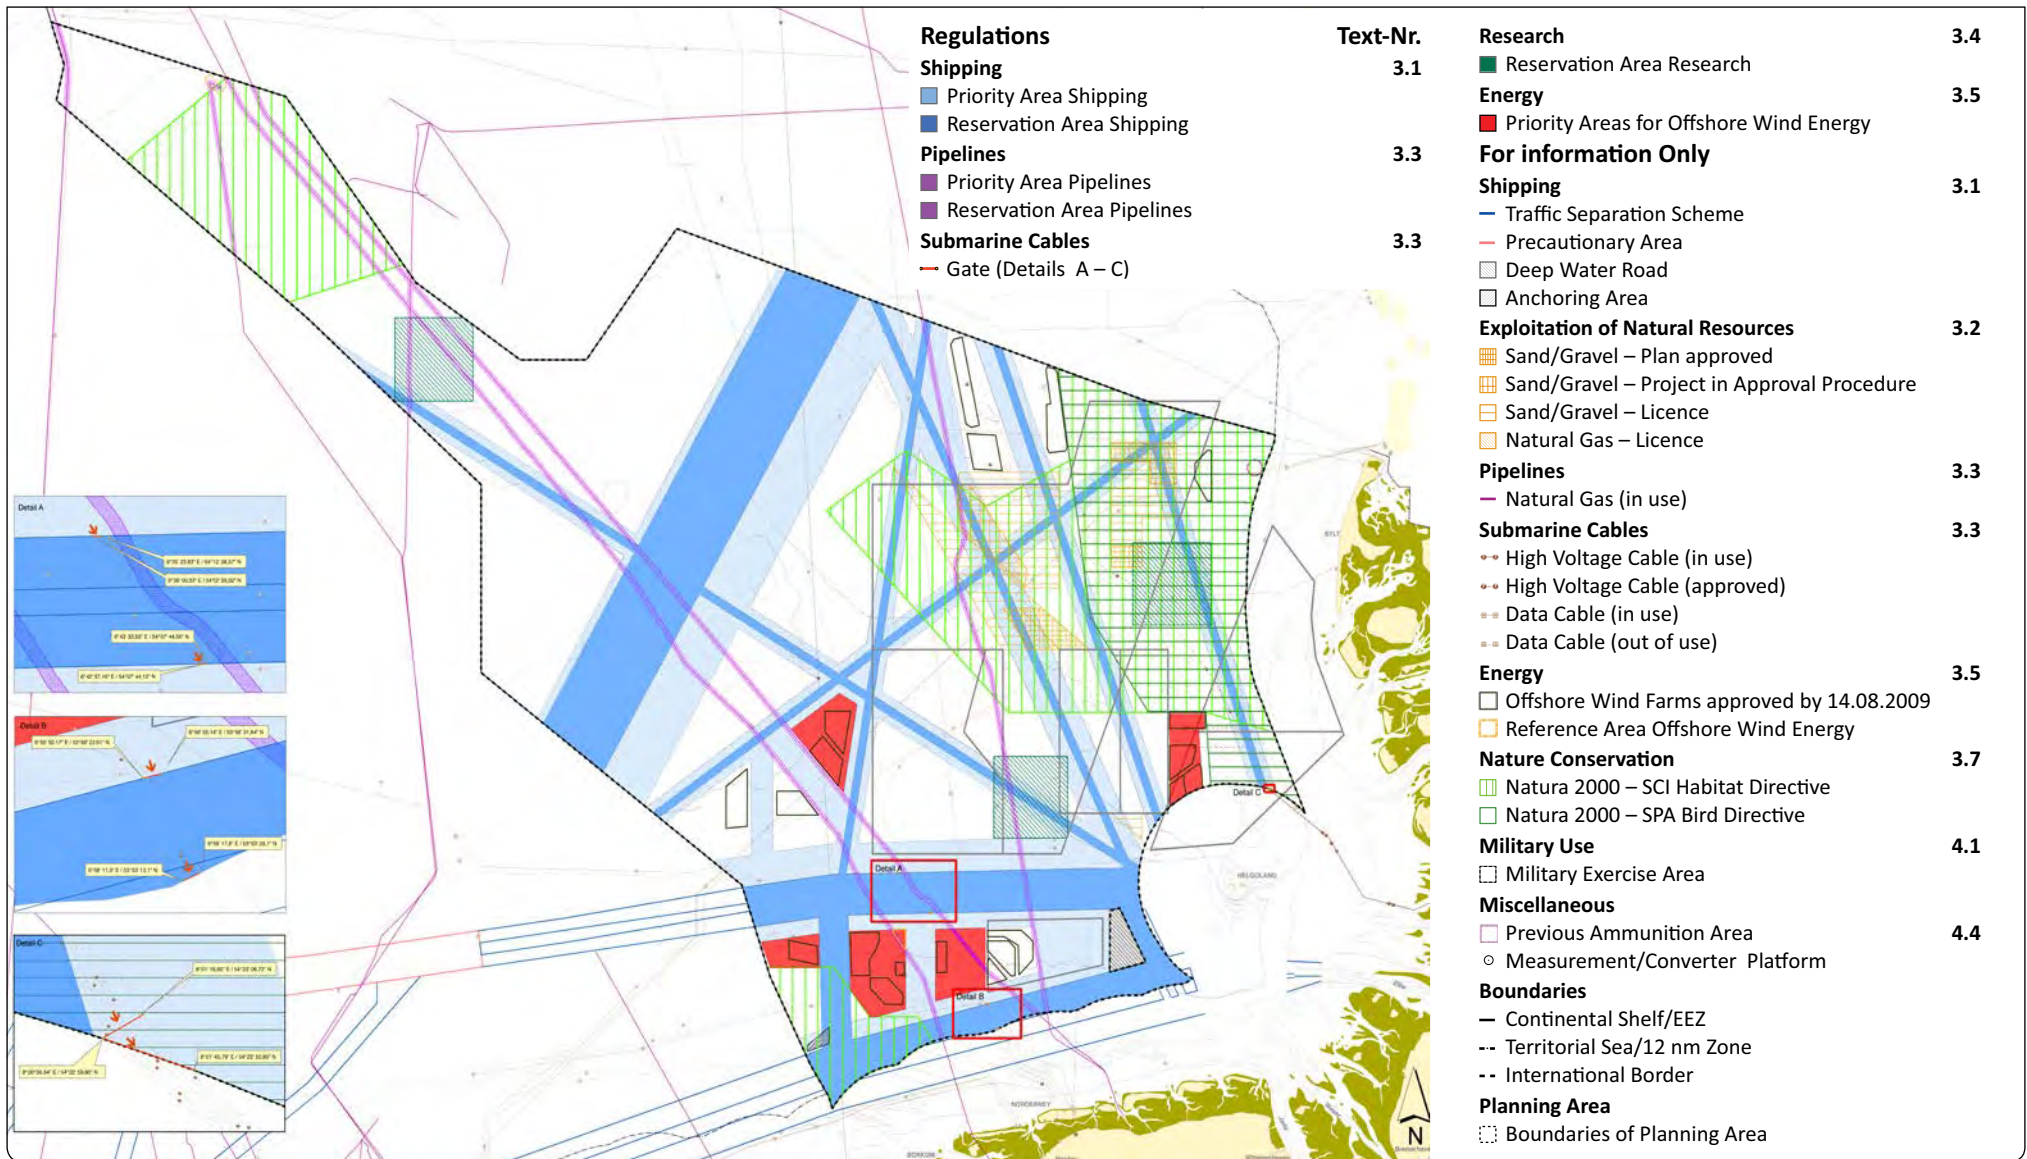 Regulations Text-Nr.
Shipping 3.1
Priority Area Shipping
Reservation Area Shipping
Pipelines 3.3
Priority Area Pipelines
Reservation Area Pipelines
Submarine Cables 3.3
Gate (Details A – C)
Research 3.4
Reservation Area Research
Energy 3.5
Priority Areas for Offshore Wind Energy
For information Only
Shipping 3.1
Traffic Separation Scheme
Precautionary Area
Deep Water Road
Anchoring Area
Exploitation of Natural Resources 3.2
Sand/Gravel – Plan approved
Sand/Gravel – Project in Approval Procedure
Sand/Gravel – Licence
Natural Gas – Licence
Pipelines 3.3
Natural Gas (in use)
Submarine Cables 3.3
High Voltage Cable (in use)
High Voltage Cable (approved)
Data Cable (in use)
Data Cable (out of use)
Energy 3.5
Offshore Wind Farms approved by 14.08.2009
Reference Area Offshore Wind Energy
Nature Conservation 3.7
Natura 2000 – SCI Habitat Directive
Natura 2000 – SPA Bird Directive
Military Use 4.1
Military Exercise Area
Miscellaneous
Previous Ammunition Area 4.4
Measurement/Converter Platform
Boundaries
Continental Shelf/EEZ
Territorial Sea/12 nm Zone
International Border
Planning Area
Boundaries of Planning Area
Detail A
Detail B
Detail C
Detail A
Detail B
Detail C
SYLT
HELGOLAND
NORDERNEY
BORKUM
N